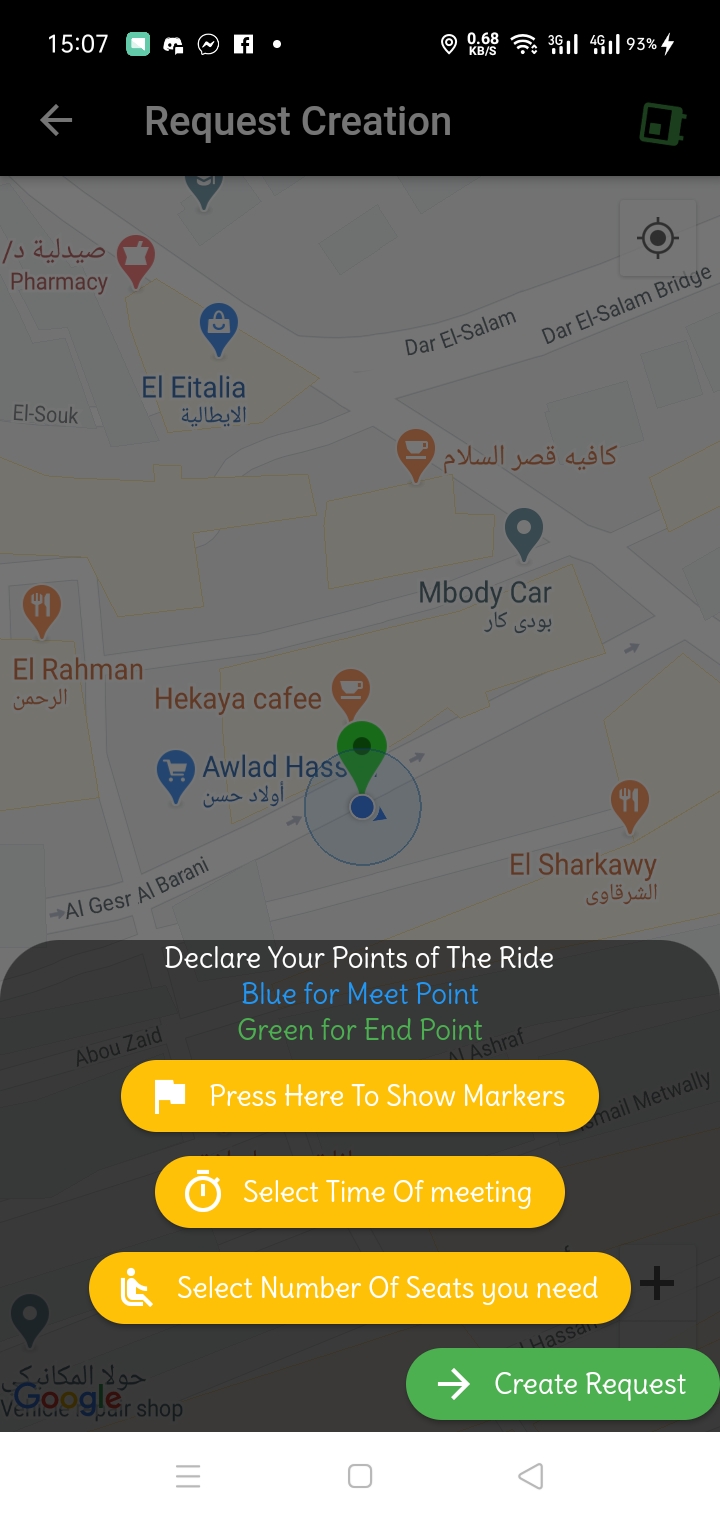 15:07
0.68
KB/S
3G
4G
93%
Request Creation
صيدلية د/
Pharmacy
Dar El-Salam
Dar El-Salam Bridge
El Eitalia
الايطالية
El-Souk
كافيه قصر السلام
Mbody Car
بودى كار
El Rahman
الرحمن
Hekaya cafee
Awlad Hass
أولاد حسن
El Sharkawy
الشرقاوى
Al Gesr Al Barani
Declare Your Points of The Ride
Blue for Meet Point
Green for End Point
Abou Zaid
Al Ashraf
Press Here To Show Markers
Metwally
Select Time Of meeting
Select Number Of Seats you need
Create Request
حولا المكانيكي
Google
Vehicle repair shop